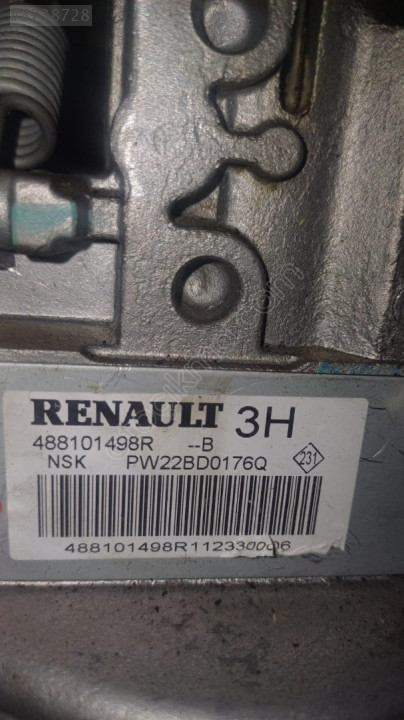 RENAULT 3H
488101498R --B
NSK PW22BD0176Q
231
488101498R112330006